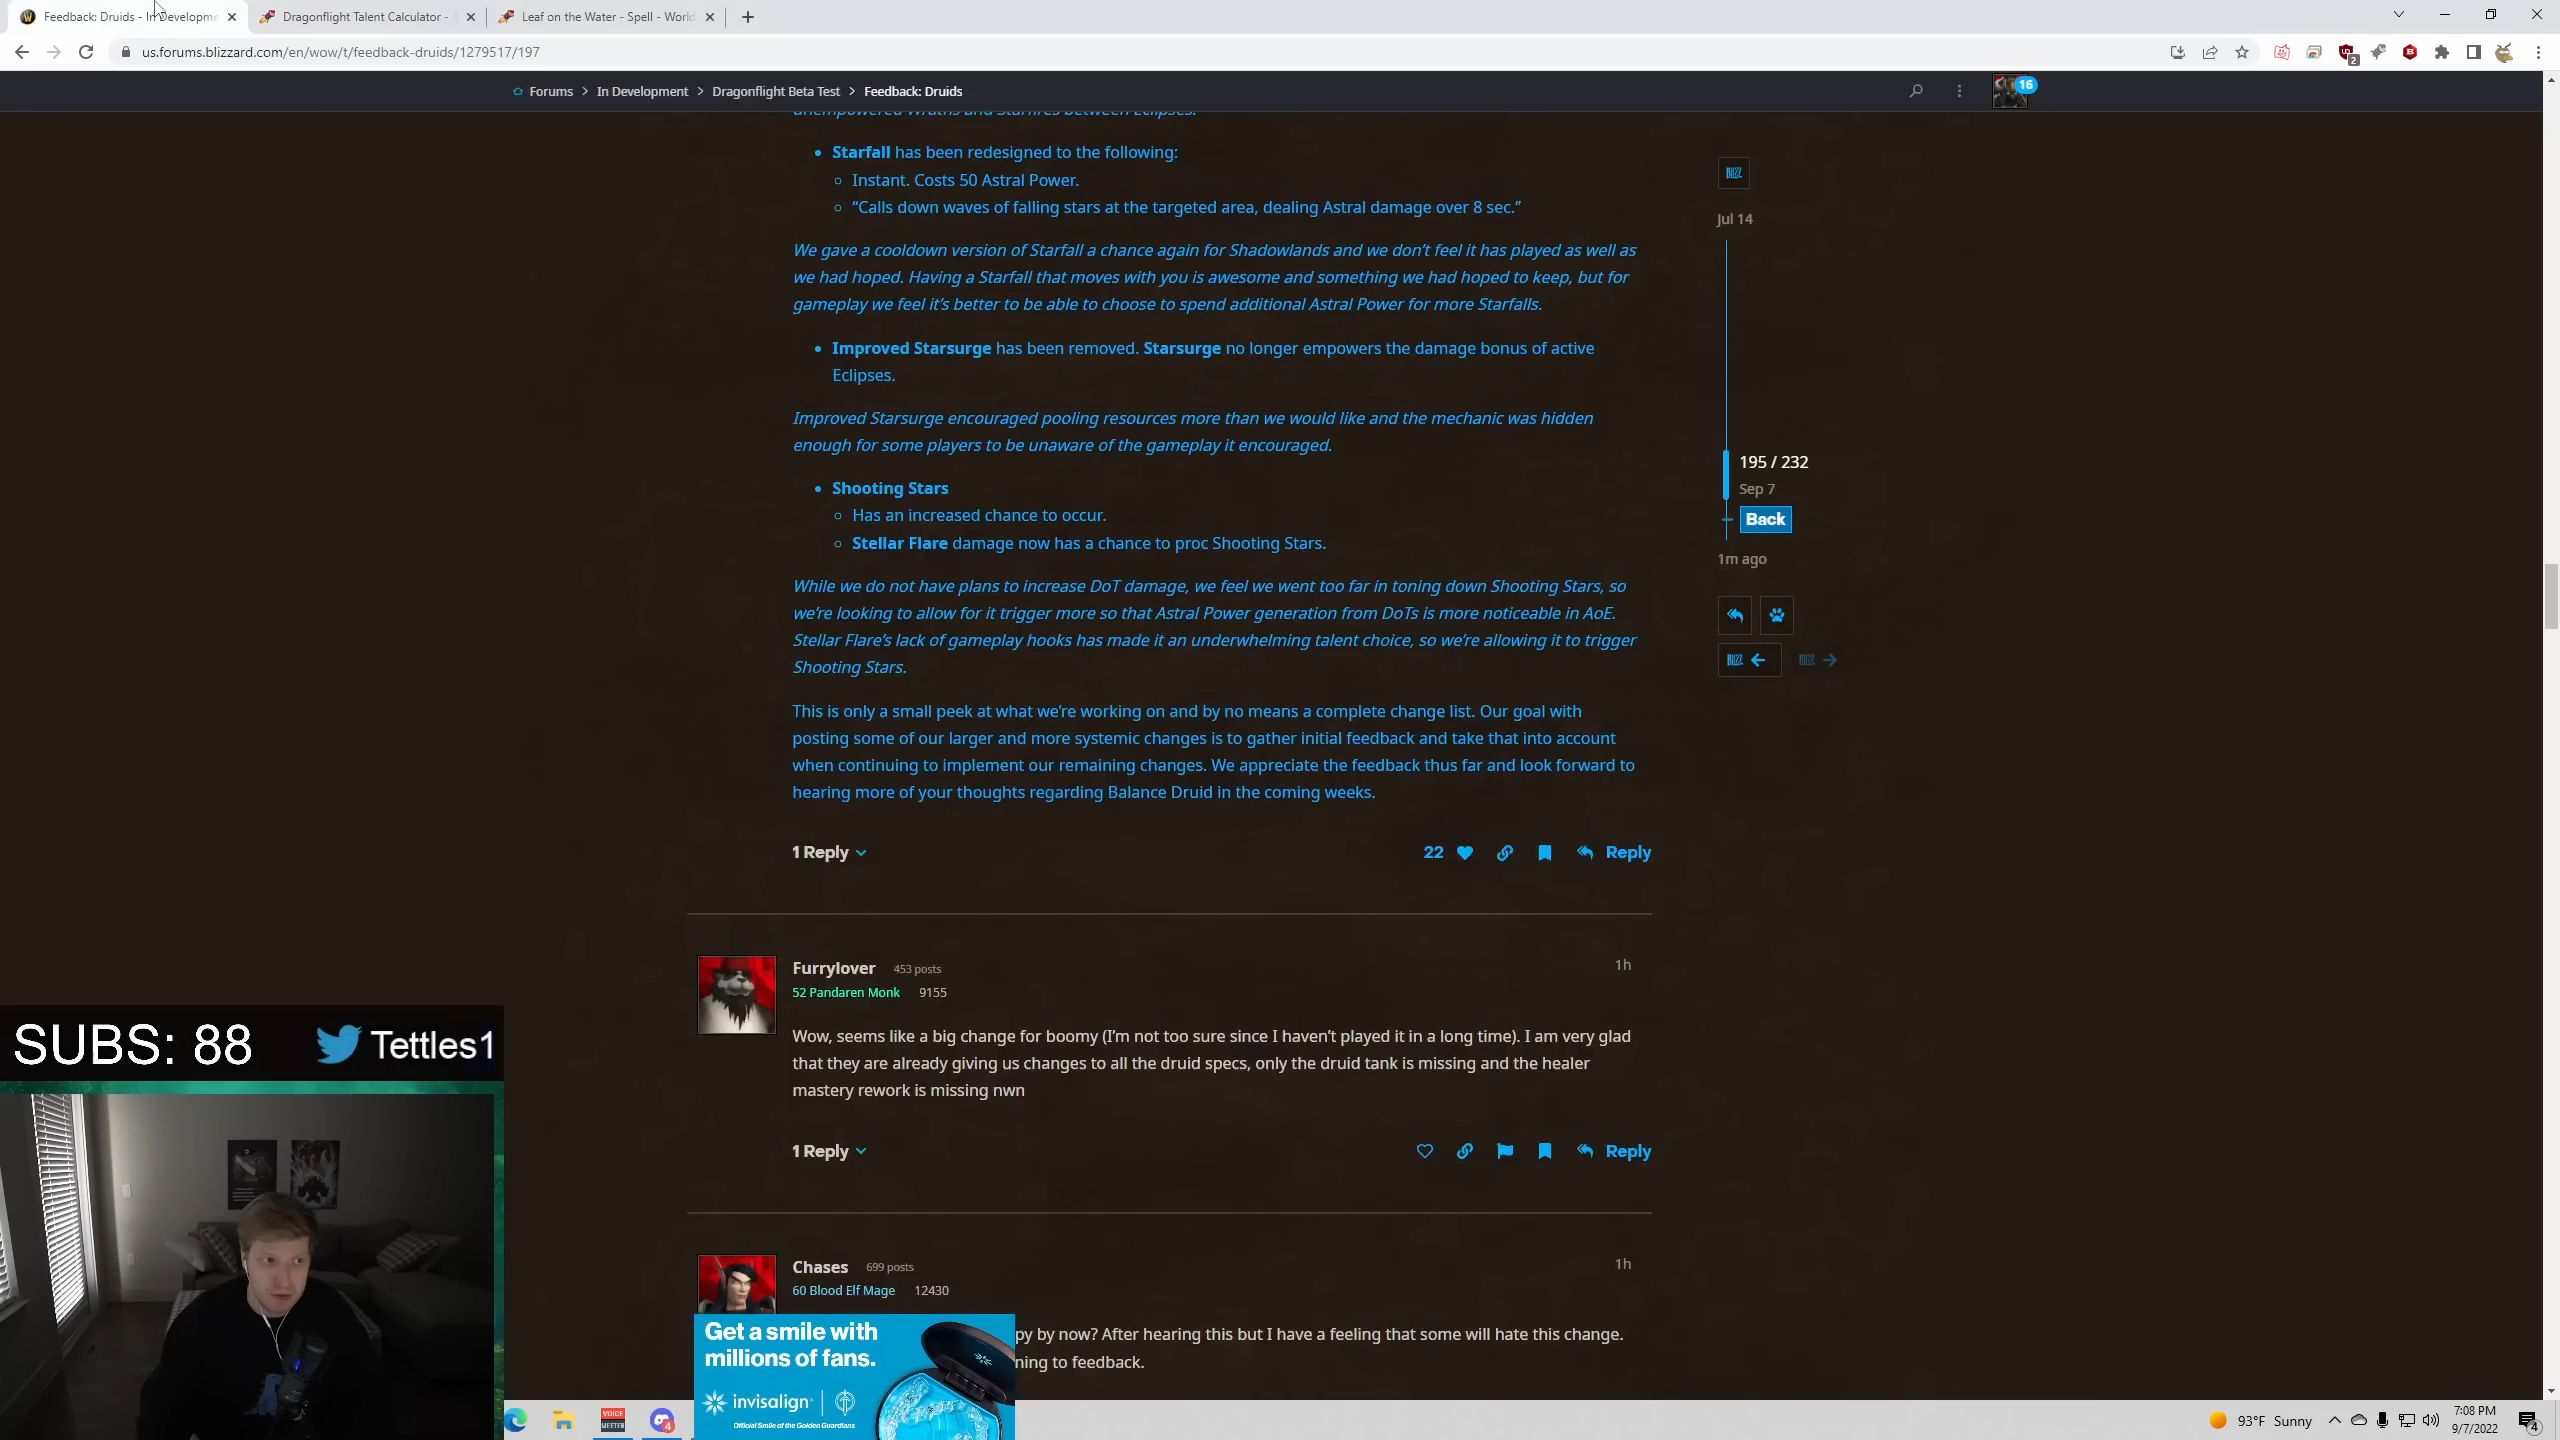 Feedback: Druids - In Developme
Dragonflight Talent Calculator - 
Leaf on the Water - Spell - World
us.forums.blizzard.com/en/wow/t/feedback-druids/1279517/197
2
Forums > In Development > Dragonflight Beta Test > Feedback: Druids
16
unempowered Wraths and Starfires between Eclipses.
• Starfall has been redesigned to the following:
Instant. Costs 50 Astral Power.
“Calls down waves of falling stars at the targeted area, dealing Astral damage over 8 sec.”
We gave a cooldown version of Starfall a chance again for Shadowlands and we don’t feel it has played as well as
we had hoped. Having a Starfall that moves with you is awesome and something we had hoped to keep, but for
gameplay we feel it’s better to be able to choose to spend additional Astral Power for more Starfalls.
• Improved Starsurge has been removed. Starsurge no longer empowers the damage bonus of active
Eclipses.
Improved Starsurge encouraged pooling resources more than we would like and the mechanic was hidden
enough for some players to be unaware of the gameplay it encouraged.
• Shooting Stars
Has an increased chance to occur.
Stellar Flare damage now has a chance to proc Shooting Stars.
While we do not have plans to increase DoT damage, we feel we went too far in toning down Shooting Stars, so
we’re looking to allow for it trigger more so that Astral Power generation from DoTs is more noticeable in AoE.
Stellar Flare’s lack of gameplay hooks has made it an underwhelming talent choice, so we’re allowing it to trigger
Shooting Stars.
This is only a small peek at what we’re working on and by no means a complete change list. Our goal with
posting some of our larger and more systemic changes is to gather initial feedback and take that into account
when continuing to implement our remaining changes. We appreciate the feedback thus far and look forward to
hearing more of your thoughts regarding Balance Druid in the coming weeks.
1 Reply
22
Reply
BLIZZ
Jul 14
195 / 232
Sep 7
Back
1m ago
BLIZZ
BLIZZ
Furrylover 453 posts
1h
52 Pandaren Monk 9155
Wow, seems like a big change for boomy (I’m not too sure since I haven’t played it in a long time). I am very glad
that they are already giving us changes to all the druid specs, only the druid tank is missing and the healer
mastery rework is missing nwn
1 Reply
Reply
Chases 699 posts
1h
60 Blood Elf Mage 12430
py by now? After hearing this but I have a feeling that some will hate this change.
ning to feedback.
SUBS: 88
Tettles1
Get a smile with
millions of fans.
invisalign
Official Smile of the Golden Guardians
VOICE
MEETER
4
93°F Sunny
7:08 PM
9/7/2022
4